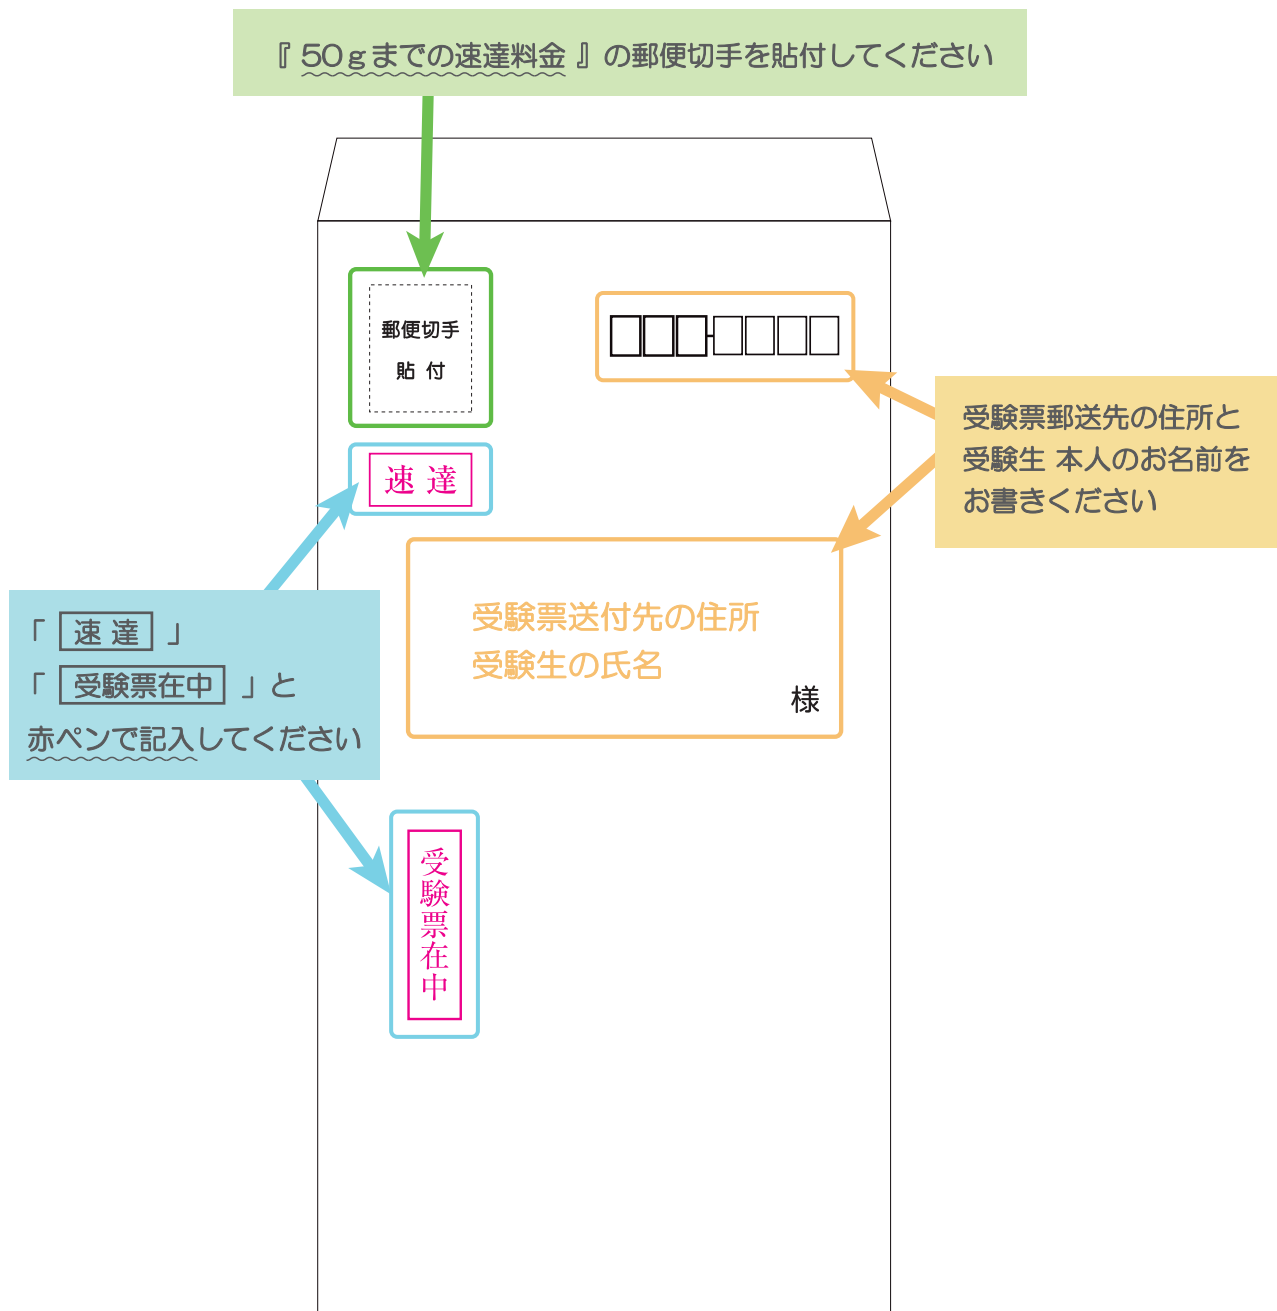 『 50gまでの速達料金 』の郵便切手を貼付してください
郵便切手
貼 付
速 達
受験票郵送先の住所と
受験生 本人のお名前を
お書きください
受験票送付先の住所
受験生の氏名
様
「 速 達 」
「 受験票在中 」と
赤ペンで記入してください
受験票在中